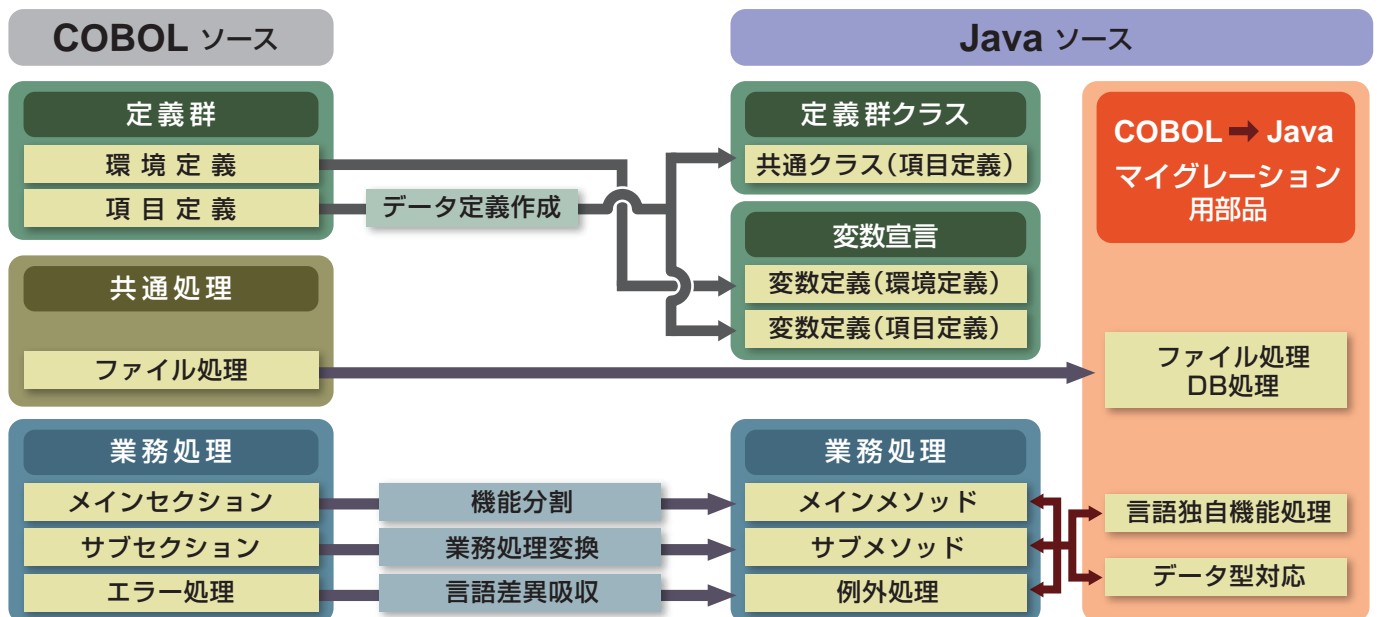 COBOL ソース
Java ソース
定義群
環境定義
項目定義
データ定義作成
定義群クラス
共通クラス(項目定義)
変数宣言
変数定義(環境定義)
変数定義(項目定義)
COBOL ➡ Java
マイグレーション
用部品
共通処理
ファイル処理
ファイル処理
DB処理
業務処理
メインセクション
サブセクション
エラー処理
機能分割
業務処理変換
言語差異吸収
業務処理
メインメソッド
サブメソッド
例外処理
言語独自機能処理
データ型対応